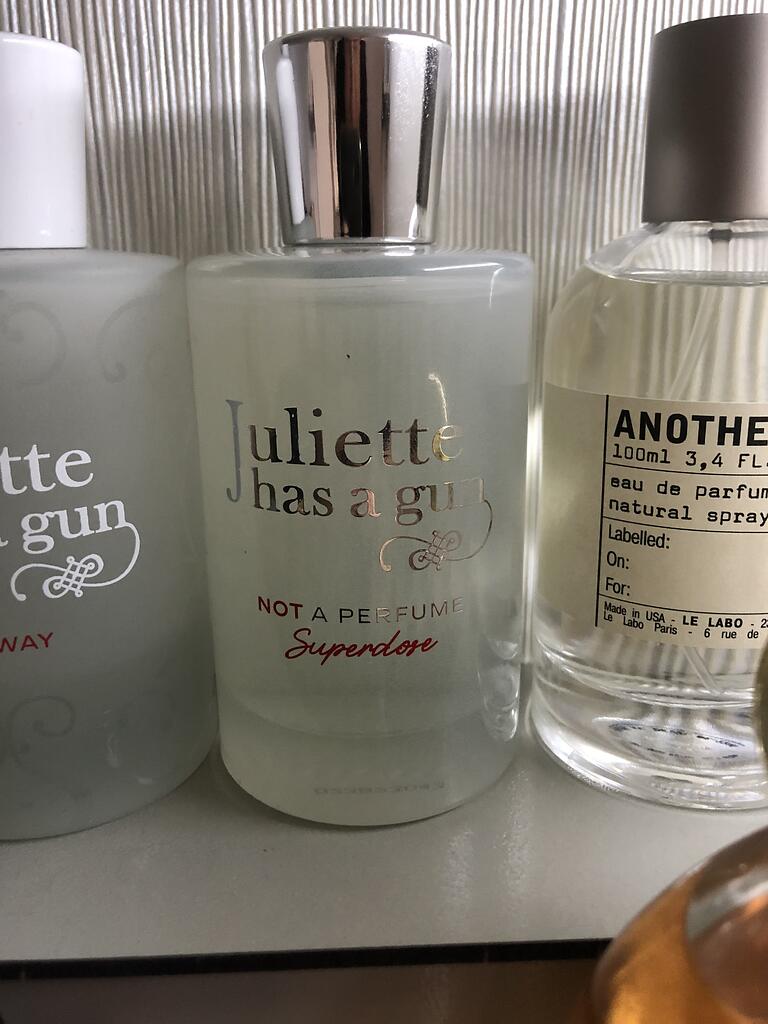 tte
gun
WAY
Juliette
has a gun
NOT A PERFUME
Superdose
ANOTHE
100ml 3,4 FL.
eau de parfum
natural spray
Labelled:
On:
For:
Made in USA - LE LABO - 2
Le Labo Paris - 6 rue de